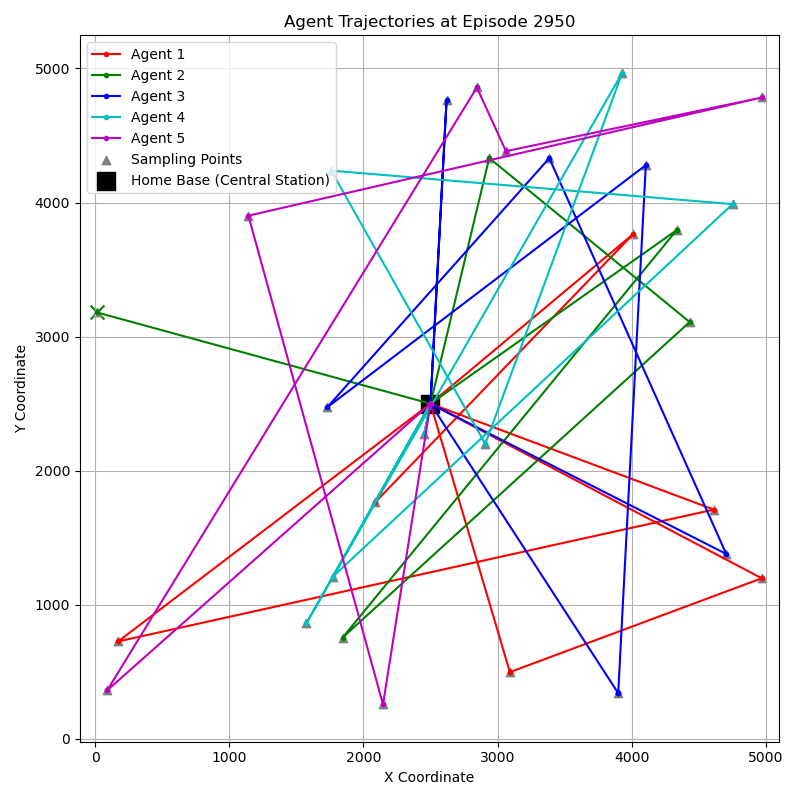 Agent Trajectories at Episode 2950
Agent 1
Agent 2
Agent 3
Agent 4
Agent 5
Sampling Points
Home Base (Central Station)
Y Coordinate
5000
4000
3000
2000
1000
0
0 1000 2000 3000 4000 5000
X Coordinate